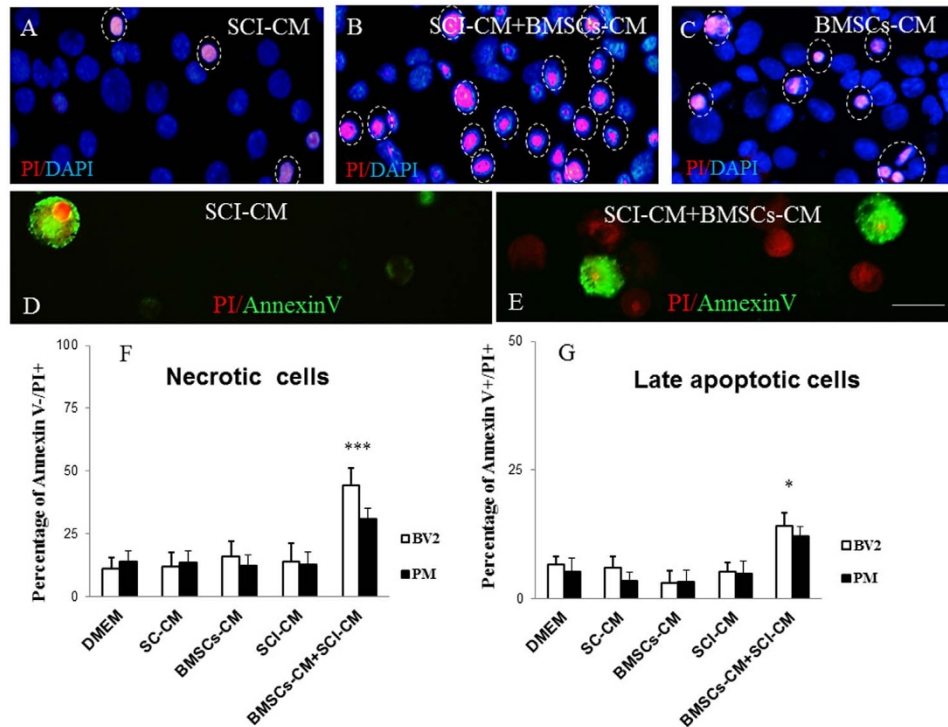 A
SCI-CM
PI/DAPI
B
SCI-CM+BMSCs-CM
PI/DAPI
C
BMSCs-CM
PI/DAPI
SCI-CM
D
PI/AnnexinV
SCI-CM+BMSCs-CM
E
PI/AnnexinV
F
Necrotic cells
Percentage of Annexin V-/PI+
100
75
50
25
0
***
BV2
PM
DMEM
SC-CM
BMSCs-CM
SCI-CM
BMSCs-CM+SCI-CM
G
Late apoptotic cells
Percentage of Annexin V+/PI+
50
25
0
*
BV2
PM
DMEM
SC-CM
BMSCs-CM
SCI-CM
BMSCs-CM+SCI-CM